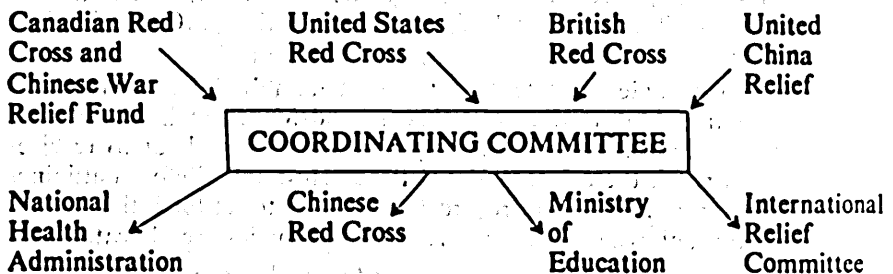 Canadian Red
Cross and
Chinese War
Relief Fund
United States
Red Cross
British
Red Cross
United
China
Relief
COORDINATING COMMITTEE
National
Health
Administration
Chinese
Red Cross
Ministry
of
Education
International
Relief
Committee